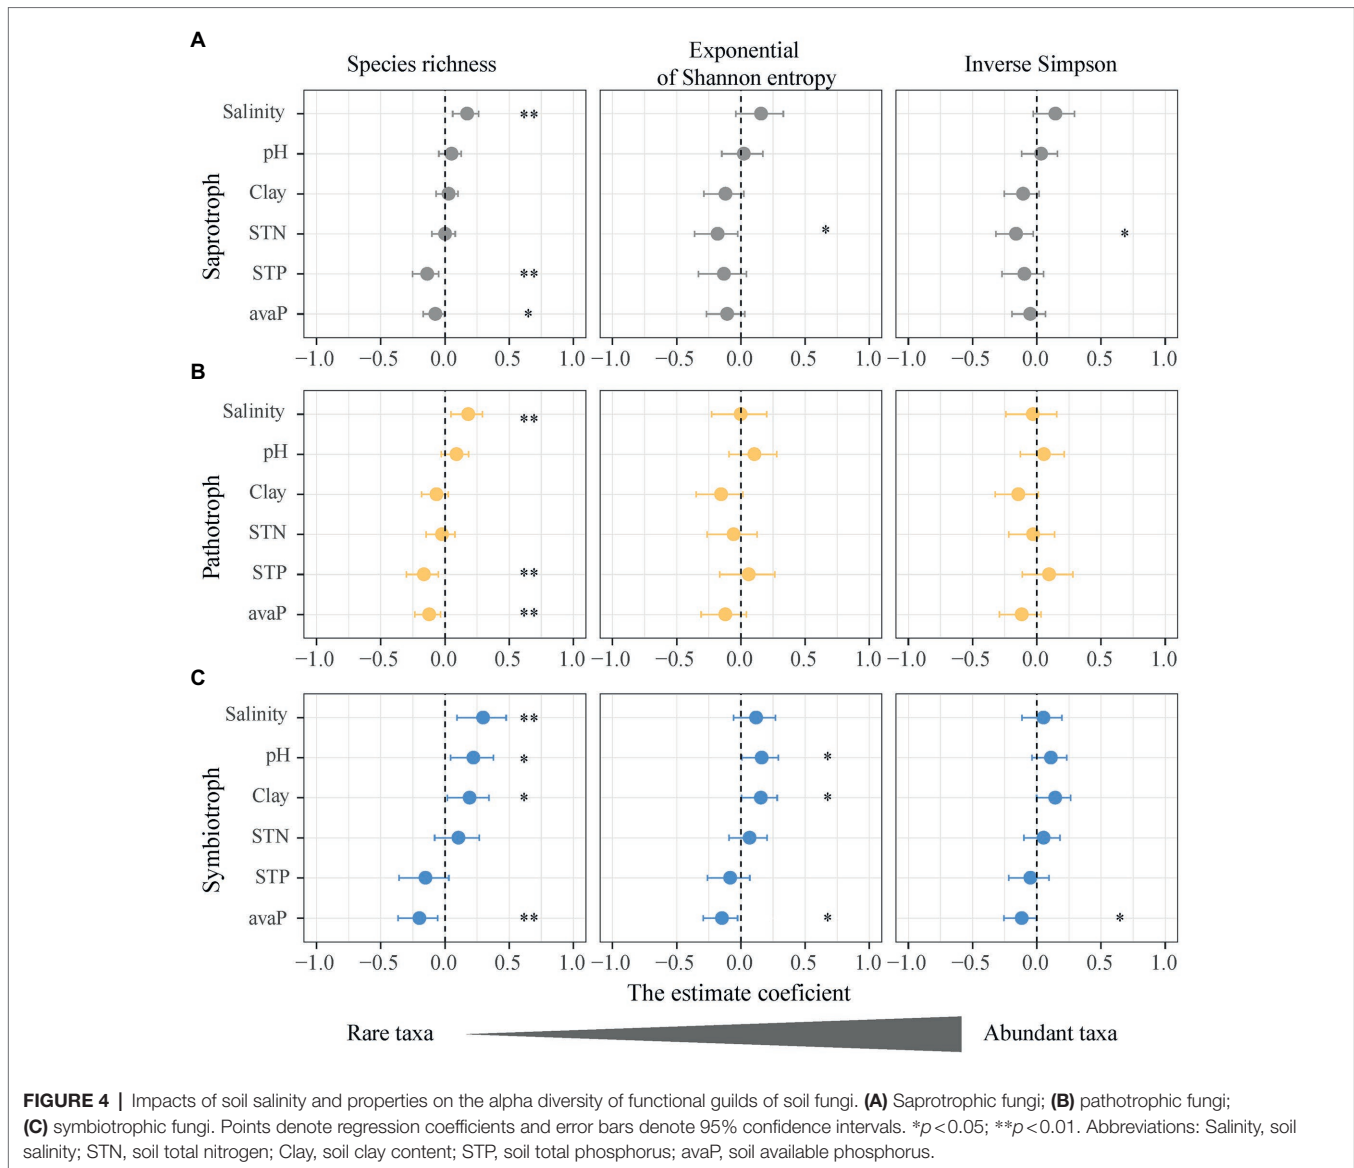 A
Species richness
Exponential
of Shannon entropy
Inverse Simpson
Saprotroph
Salinity
**
pH
Clay
STN
*
*
STP
**
avaP
*
−1.0 −0.5 0.0 0.5 1.0 −1.0 −0.5 0.0 0.5 1.0 −1.0 −0.5 0.0 0.5 1.0
B
Pathotroph
Salinity
**
pH
Clay
STN
STP
**
avaP
**
−1.0 −0.5 0.0 0.5 1.0 −1.0 −0.5 0.0 0.5 1.0 −1.0 −0.5 0.0 0.5 1.0
C
Symbiotroph
Salinity
**
pH
*
*
Clay
*
*
STN
STP
avaP
**
*
*
−1.0 −0.5 0.0 0.5 1.0 −1.0 −0.5 0.0 0.5 1.0 −1.0 −0.5 0.0 0.5 1.0
The estimate coeficient
Rare taxa
Abundant taxa
FIGURE 4 | Impacts of soil salinity and properties on the alpha diversity of functional guilds of soil fungi. (A) Saprotrophic fungi; (B) pathotrophic fungi;
(C) symbiotrophic fungi. Points denote regression coefficients and error bars denote 95% confidence intervals. *p<0.05; **p<0.01. Abbreviations: Salinity, soil
salinity; STN, soil total nitrogen; Clay, soil clay content; STP, soil total phosphorus; avaP, soil available phosphorus.